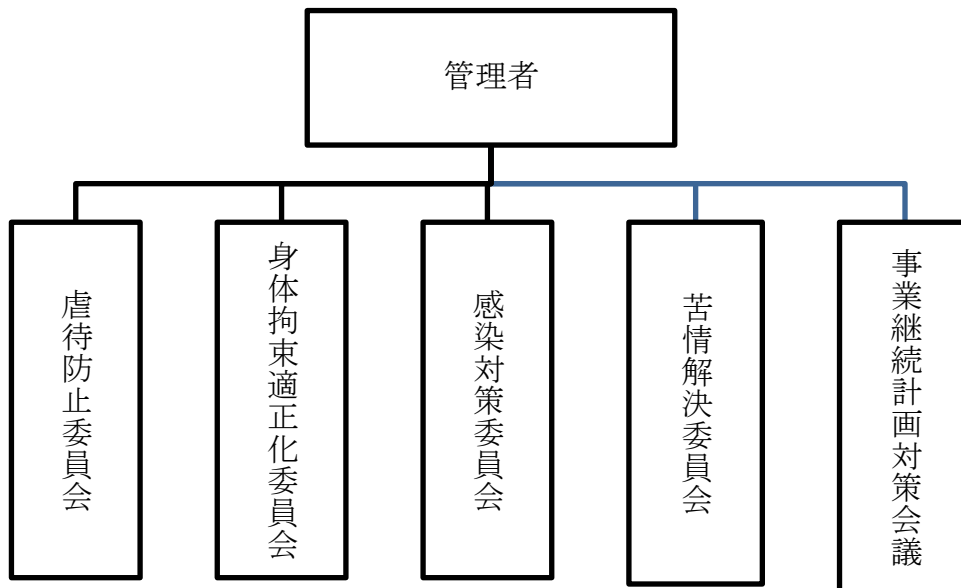 管理者
虐待防止委員会
身体拘束適正化委員会
感染対策委員会
苦情解決委員会
事業継続計画対策会議